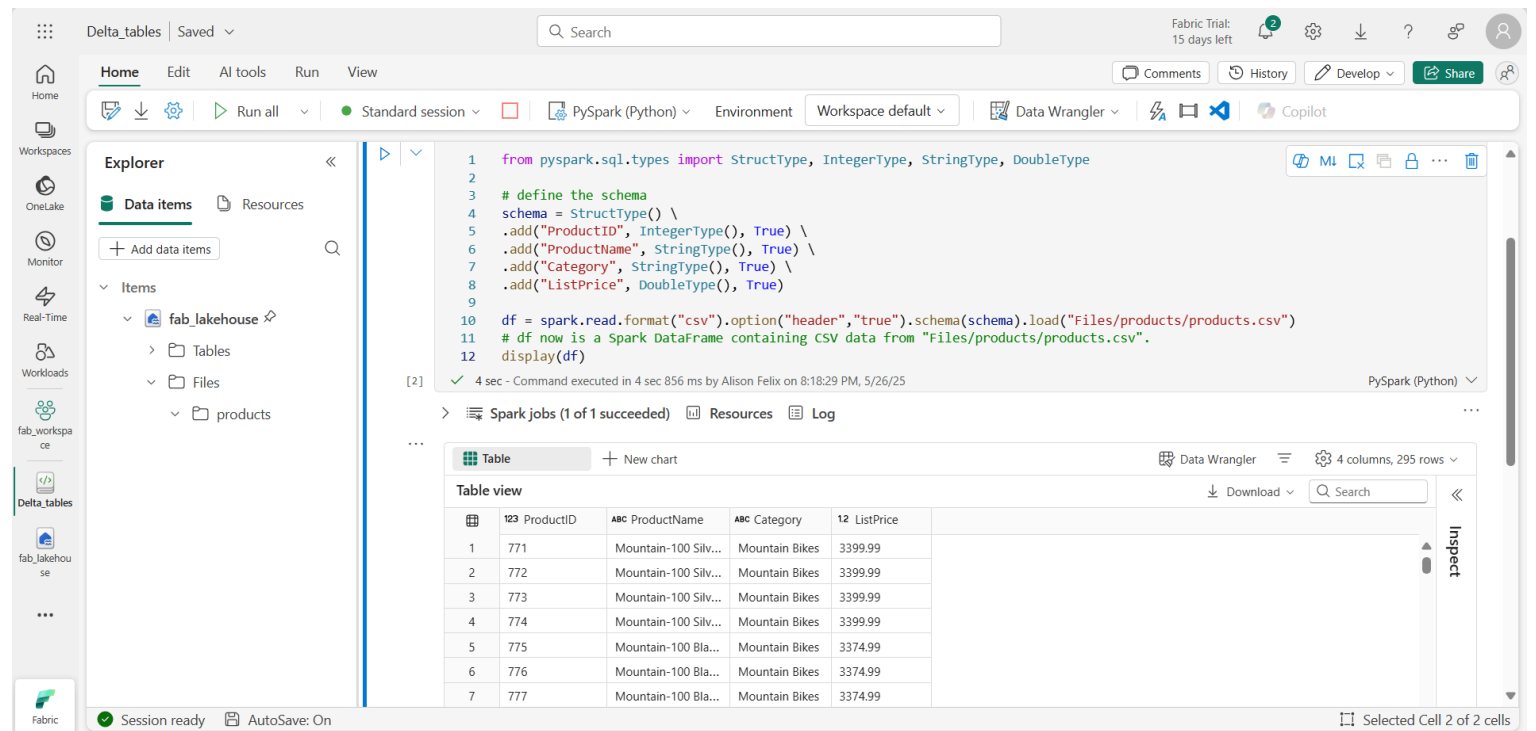 Delta_tables Saved
Search
Fabric Trial:
15 days left
2
Home Edit AI tools Run View
Comments History Develop Share
Run all Standard session PySpark (Python) Environment Workspace default Data Wrangler Copilot
Home
Workspaces
OneLake
Monitor
Real-Time
Workloads
fab_workspa
ce
Delta_tables
fab_lakehou
se
Fabric
Explorer
Data items Resources
Add data items
Items
fab_lakehouse
Tables
Files
products
1 from pyspark.sql.types import StructType, IntegerType, StringType, DoubleType
2
3 # define the schema
4 schema = StructType() \
5 .add("ProductID", IntegerType(), True) \
6 .add("ProductName", StringType(), True) \
7 .add("Category", StringType(), True) \
8 .add("ListPrice", DoubleType(), True)
9
10 df = spark.read.format("csv").option("header","true").schema(schema).load("Files/products/products.csv")
11 # df now is a Spark DataFrame containing CSV data from "Files/products/products.csv".
12 display(df)
M↓
[2] 4 sec - Command executed in 4 sec 856 ms by Alison Felix on 8:18:29 PM, 5/26/25 PySpark (Python)
Spark jobs (1 of 1 succeeded) Resources Log
Table New chart Data Wrangler 4 columns, 295 rows
Table view Download Search
Inspect
123 ProductID ABC ProductName ABC Category 1.2 ListPrice
1 771 Mountain-100 Silv... Mountain Bikes 3399.99
2 772 Mountain-100 Silv... Mountain Bikes 3399.99
3 773 Mountain-100 Silv... Mountain Bikes 3399.99
4 774 Mountain-100 Silv... Mountain Bikes 3399.99
5 775 Mountain-100 Bla... Mountain Bikes 3374.99
6 776 Mountain-100 Bla... Mountain Bikes 3374.99
7 777 Mountain-100 Bla... Mountain Bikes 3374.99
Session ready AutoSave: On Selected Cell 2 of 2 cells